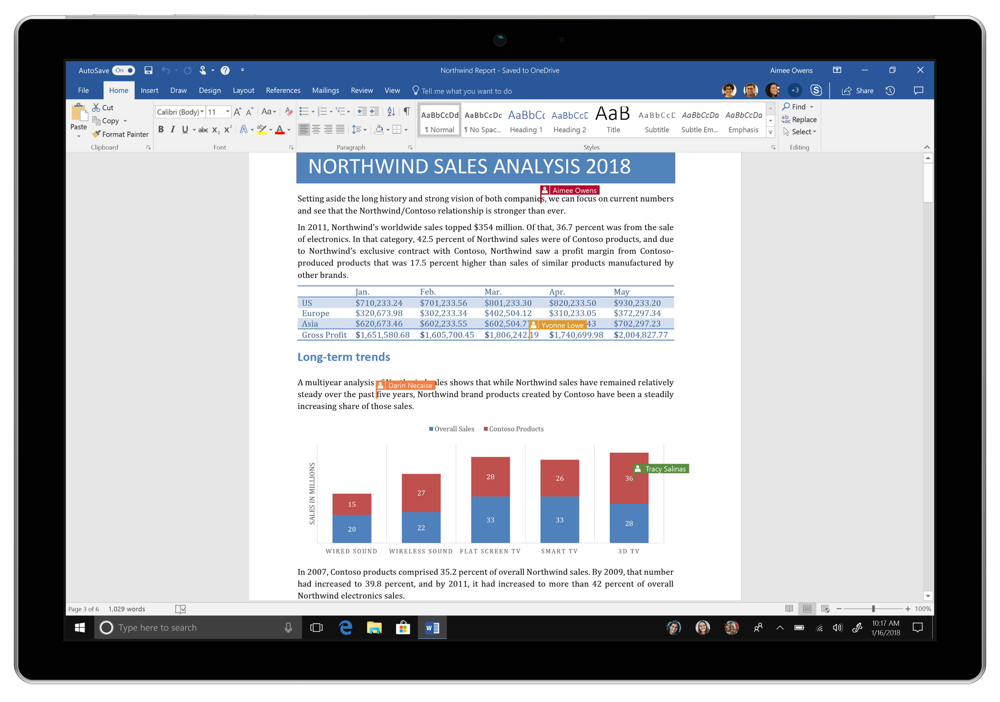 AutoSave On
Northwind Report - Saved to OneDrive
Aimee Owens
File Home Insert Draw Design Layout References Mailings Review View Tell me what you want to do
+3 Share
Paste
Cut
Copy
Format Painter
Clipboard
Calibri (Body) 11
Font
Paragraph
AaBbCcDd AaBbCcDc AaBbCc AaBbCcD AaB AaBbCcD AaBbCcDa AaBbCcDa
¶ Normal ¶ No Spac... Heading 1 Heading 2 Title Subtitle Subtle Em... Emphasis
Styles
Find
Replace
Select
Editing
NORTHWIND SALES ANALYSIS 2018
Aimee Owens
Setting aside the long history and strong vision of both companies, we can focus on current numbers
and see that the Northwind/Contoso relationship is stronger than ever.
In 2011, Northwind's worldwide sales topped $354 million. Of that, 36.7 percent was from the sale
of electronics. In that category, 42.5 percent of Northwind sales were of Contoso products, and due
to Northwind's exclusive contract with Contoso, Northwind saw a profit margin from Contoso-
produced products that was 17.5 percent higher than sales of similar products manufactured by
other brands.
Jan. Feb. Mar. Apr. May
US $710,233.24 $701,233.56 $801,233.30 $820,233.50 $930,233.20
Europe $320,673.98 $302,233.34 $402,504.12 $310,233.05 $372,297.34
Asia $620,673.46 $602,233.55 $602,504.7 43 $702,297.23
Yvonne Lowe
Gross Profit $1,651,580.68 $1,605,700.45 $1,806,242.19 $1,740,699.98 $2,004,827.77
Long-term trends
A multiyear analysis ales shows that while Northwind sales have remained relatively
Darin Necaise
steady over the past five years, Northwind brand products created by Contoso have been a steadily
increasing share of those sales.
Overall Sales Contoso Products
SALES IN MILLIONS
Tracy Salinas
15 27 28 26 36
20 22 33 33 28
WIRED SOUND WIRELESS SOUND FLAT SCREEN TV SMART TV 3D TV
In 2007, Contoso products comprised 35.2 percent of overall Northwind sales. By 2009, that number
had increased to 39.8 percent, and by 2011, it had increased to more than 42 percent of overall
Northwind electronics sales.
Page 3 of 6 1,029 words
100%
Type here to search
10:17 AM
1/16/2018